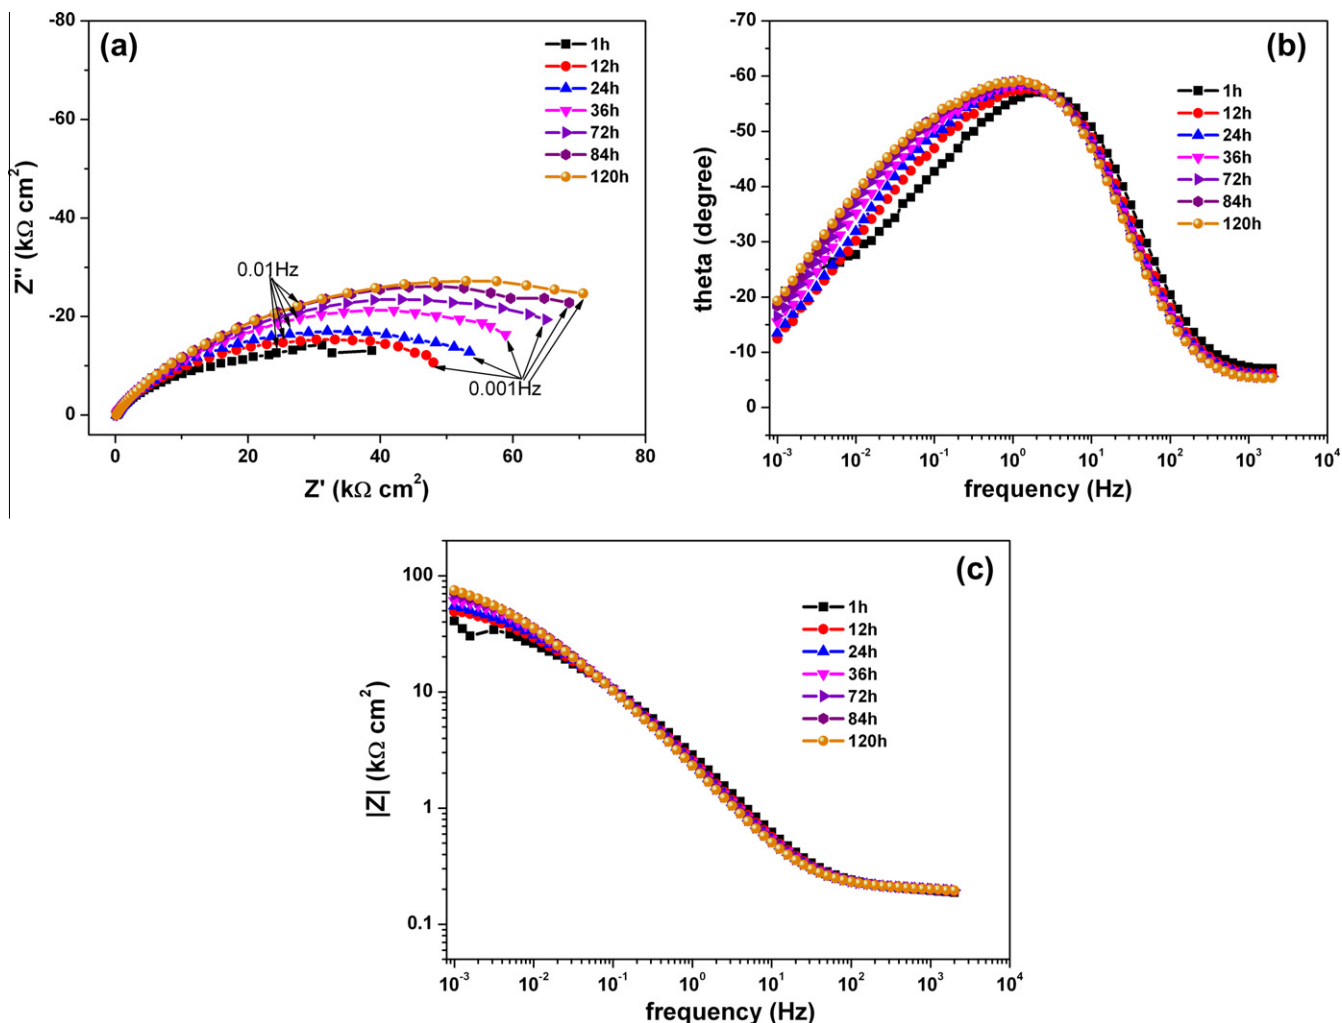 (a)
-80
-60
-40
-20
0
Z'' (kΩ cm²)
1h
12h
24h
36h
72h
84h
120h
0.01Hz
0.001Hz
0 20 40 60 80
Z' (kΩ cm²)
(b)
-70
-60
-50
-40
-30
-20
-10
0
theta (degree)
1h
12h
24h
36h
72h
84h
120h
10⁻³ 10⁻² 10⁻¹ 10⁰ 10¹ 10² 10³ 10⁴
frequency (Hz)
(c)
100
10
1
0.1
|Z| (kΩ cm²)
1h
12h
24h
36h
72h
84h
120h
10⁻³ 10⁻² 10⁻¹ 10⁰ 10¹ 10² 10³ 10⁴
frequency (Hz)